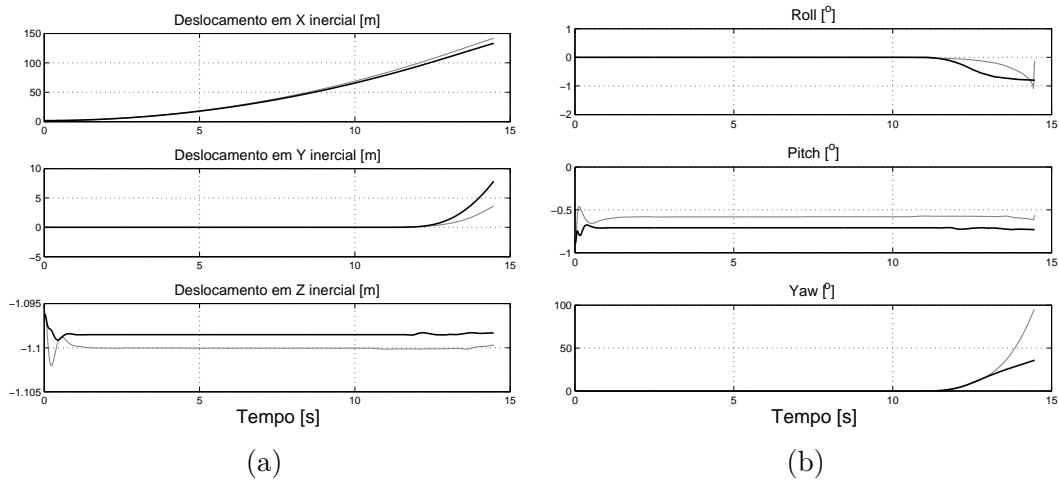 Deslocamento em X inercial [m]
150
100
50
0
0 5 10 15
Deslocamento em Y inercial [m]
10
5
0
−5
0 5 10 15
Deslocamento em Z inercial [m]
−1.095
−1.1
−1.105
0 5 10 15
Tempo [s]
(a)
Roll [o]
1
0
−1
−2
0 5 10 15
Pitch [o]
0
−0.5
−1
0 5 10 15
Yaw [o]
100
50
0
0 5 10 15
Tempo [s]
(b)